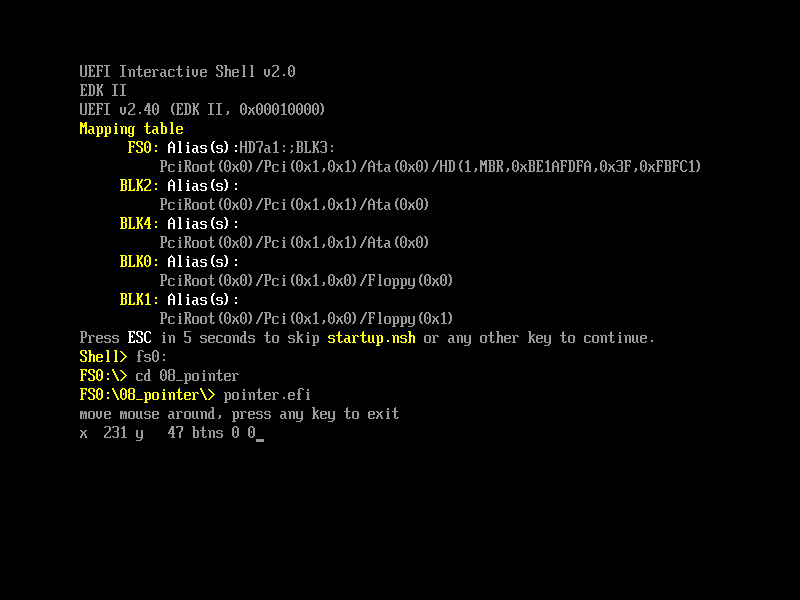 UEFI Interactive Shell v2.0
EDK II
UEFI v2.40 (EDK II, 0x00010000)
Mapping table
FS0: Alias(s):HD7a1:;BLK3:
PciRoot(0x0)/Pci(0x1,0x1)/Ata(0x0)/HD(1,MBR,0xBE1AFDFA,0x3F,0xFBFC1)
BLK2: Alias(s):
PciRoot(0x0)/Pci(0x1,0x1)/Ata(0x0)
BLK4: Alias(s):
PciRoot(0x0)/Pci(0x1,0x1)/Ata(0x0)
BLK0: Alias(s):
PciRoot(0x0)/Pci(0x1,0x0)/Floppy(0x0)
BLK1: Alias(s):
PciRoot(0x0)/Pci(0x1,0x0)/Floppy(0x1)
Press ESC in 5 seconds to skip startup.nsh or any other key to continue.
Shell> fs0:
FS0:\> cd 08_pointer
FS0:\08_pointer\> pointer.efi
move mouse around, press any key to exit
x  231 y   47 btns 0 0_